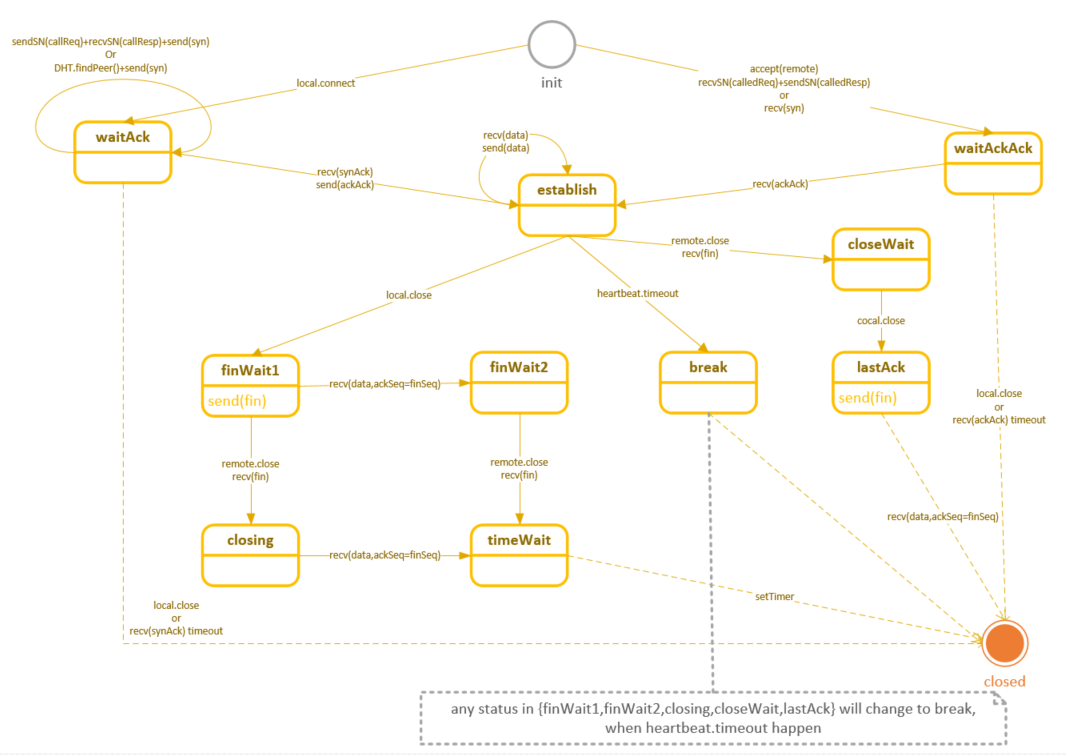 sendSN(callReq)+recvSN(callResp)+send(syn)
Or
DHT.findPeer()+send(syn)
init
local.connect
accept(remote)
recvSN(calledReq)+sendSN(calledResp)
or
recv(syn)
waitAck
recv(data)
send(data)
waitAckAck
recv(synAck)
send(ackAck)
establish
recv(ackAck)
remote.close
recv(fin)
closeWait
local.close
heartbeat.timeout
cocal.close
finWait1
send(fin)
recv(data,ackSeq=finSeq)
finWait2
break
lastAck
send(fin)
local.close
or
recv(ackAck) timeout
remote.close
recv(fin)
remote.close
recv(fin)
recv(data,ackSeq=finSeq)
closing
recv(data,ackSeq=finSeq)
timeWait
setTimer
local.close
or
recv(synAck) timeout
closed
any status in {finWait1,finWait2,closing,closeWait,lastAck} will change to break,
when heartbeat.timeout happen